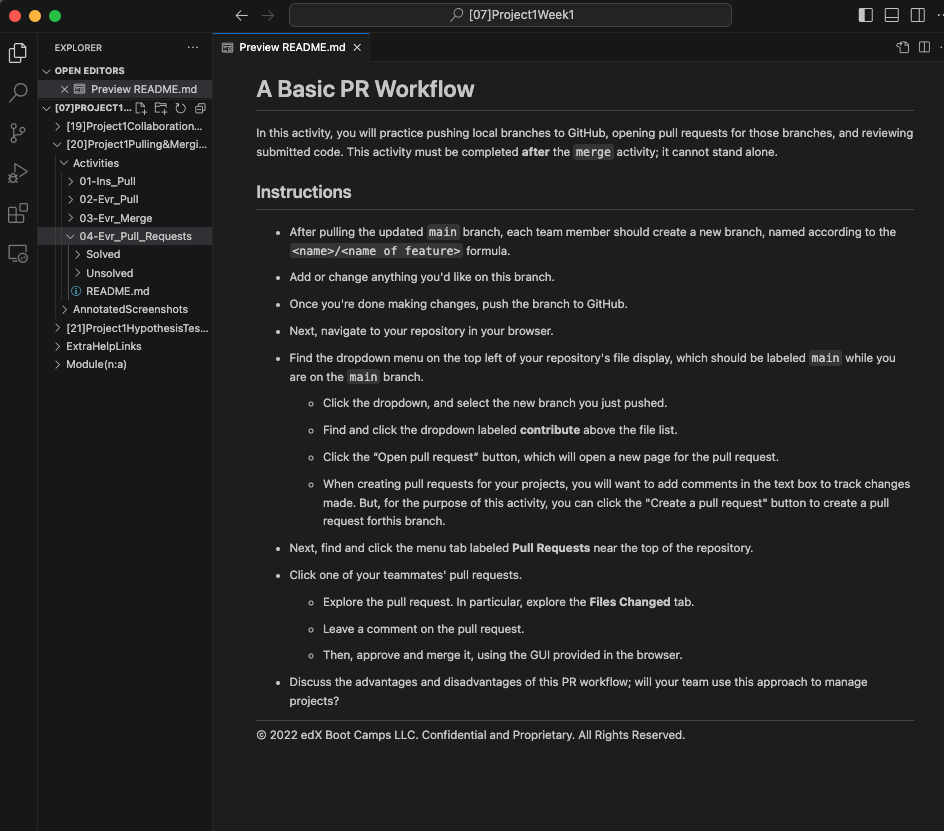 [07]Project1Week1
EXPLORER
OPEN EDITORS
Preview README.md
[07]PROJECT1...
[19]Project1Collaboration...
[20]Project1Pulling&Mergi...
Activities
01-Ins_Pull
02-Evr_Pull
03-Evr_Merge
04-Evr_Pull_Requests
Solved
Unsolved
README.md
AnnotatedScreenshots
[21]Project1HypothesisTes...
ExtraHelpLinks
Module(n:a)
Preview README.md
A Basic PR Workflow
In this activity, you will practice pushing local branches to GitHub, opening pull requests for those branches, and reviewing
submitted code. This activity must be completed after the merge activity; it cannot stand alone.
Instructions
• After pulling the updated main branch, each team member should create a new branch, named according to the
<name>/<name of feature> formula.
• Add or change anything you'd like on this branch.
• Once you're done making changes, push the branch to GitHub.
• Next, navigate to your repository in your browser.
• Find the dropdown menu on the top left of your repository's file display, which should be labeled main while you
are on the main branch.
◦ Click the dropdown, and select the new branch you just pushed.
◦ Find and click the dropdown labeled contribute above the file list.
◦ Click the “Open pull request” button, which will open a new page for the pull request.
◦ When creating pull requests for your projects, you will want to add comments in the text box to track changes
made. But, for the purpose of this activity, you can click the "Create a pull request" button to create a pull
request forthis branch.
• Next, find and click the menu tab labeled Pull Requests near the top of the repository.
• Click one of your teammates' pull requests.
◦ Explore the pull request. In particular, explore the Files Changed tab.
◦ Leave a comment on the pull request.
◦ Then, approve and merge it, using the GUI provided in the browser.
• Discuss the advantages and disadvantages of this PR workflow; will your team use this approach to manage
projects?
© 2022 edX Boot Camps LLC. Confidential and Proprietary. All Rights Reserved.